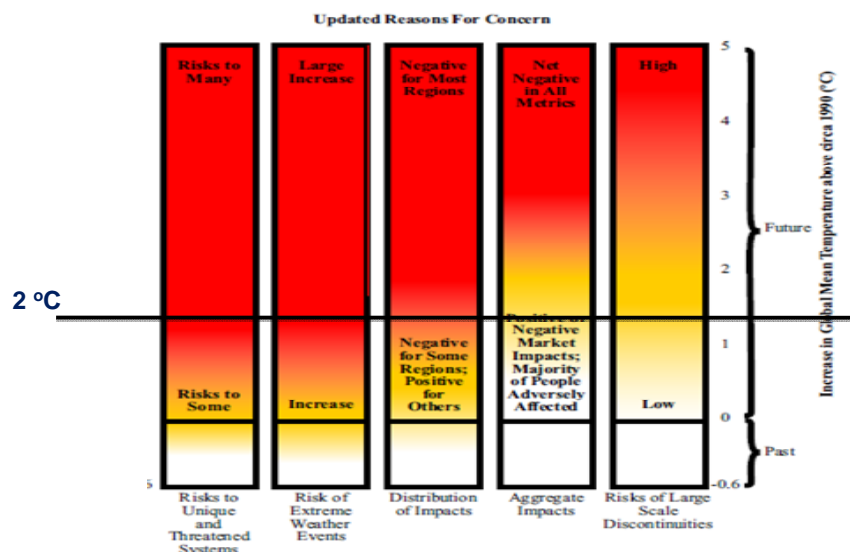 Updated Reasons For Concern
Risks to
Many
Large
Increase
Negative
for Most
Regions
Net
Negative
in All
Metrics
High
5
4
3
2
1
0
-0.6
Increase in Global Mean Temperature above circa 1990 (°C)
Future
Past
2 °C
Risks to
Some
Increase
Negative
for Some
Regions;
Positive
for
Others
Positive or
Negative
Market
Impacts;
Majority
of People
Adversely
Affected
Low
Risks to
Unique
and
Threatened
Systems
Risk of
Extreme
Weather
Events
Distribution
of Impacts
Aggregate
Impacts
Risks of Large
Scale
Discontinuities